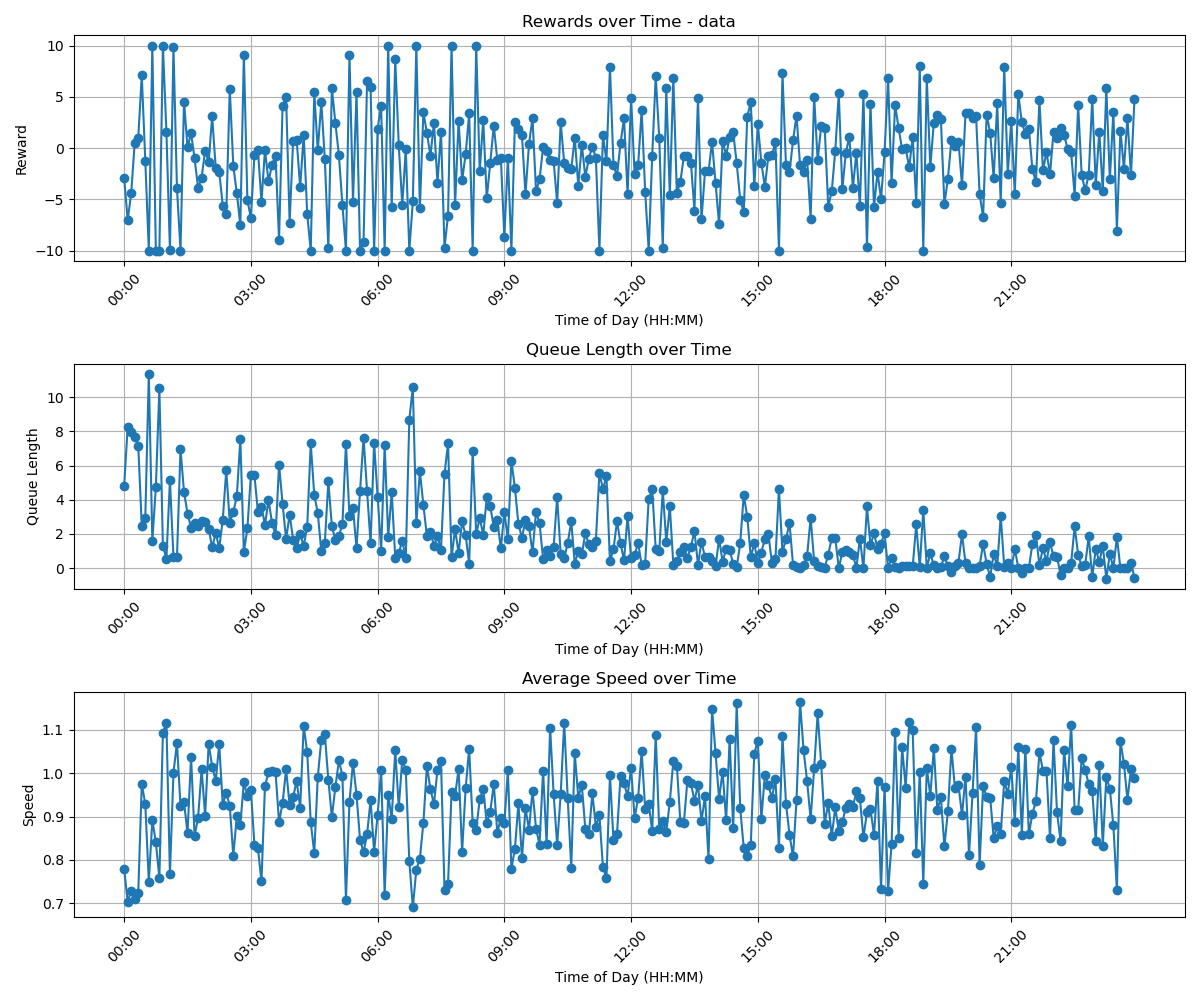 Rewards over Time - data
Reward
10
5
0
−5
−10
00:00 03:00 06:00 09:00 12:00 15:00 18:00 21:00
Time of Day (HH:MM)
Queue Length over Time
Queue Length
10
8
6
4
2
0
00:00 03:00 06:00 09:00 12:00 15:00 18:00 21:00
Time of Day (HH:MM)
Average Speed over Time
Speed
1.1
1.0
0.9
0.8
0.7
00:00 03:00 06:00 09:00 12:00 15:00 18:00 21:00
Time of Day (HH:MM)